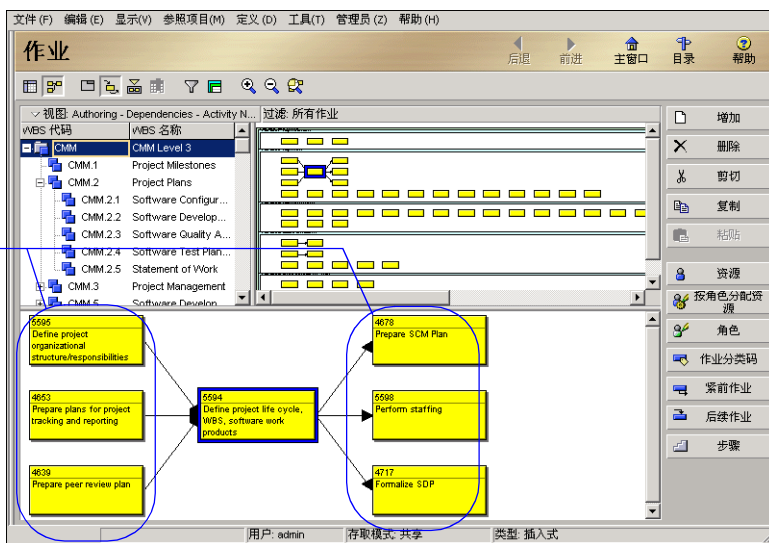 文件(F) 编辑(E) 显示(V) 参照项目(M) 定义(D) 工具(T) 管理员(Z) 帮助(H)
作业
后退 前进 主窗口 目录 帮助
视图: Authoring - Dependencies - Activity N... 过滤: 所有作业
WBS 代码 WBS 名称
CMM CMM Level 3
CMM.1 Project Milestones
CMM.2 Project Plans
CMM.2.1 Software Configur...
CMM.2.2 Software Develop...
CMM.2.3 Software Quality A...
CMM.2.4 Software Test Plan...
CMM.2.5 Statement of Work
CMM.3 Project Management
CMM.5 Software Develop
增加
删除
剪切
复制
粘贴
资源
按角色分配资
源
角色
作业分类码
紧前作业
后续作业
步骤
5595
Define project
organizational
structure/responsibilities
4653
Prepare plans for project
tracking and reporting
4639
Prepare peer review plan
5594
Define project life cycle,
WBS, software work
products
4678
Prepare SCM Plan
5598
Perform staffing
4717
Formalize SDP
用户: admin 存取模式: 共享 类型: 插入式